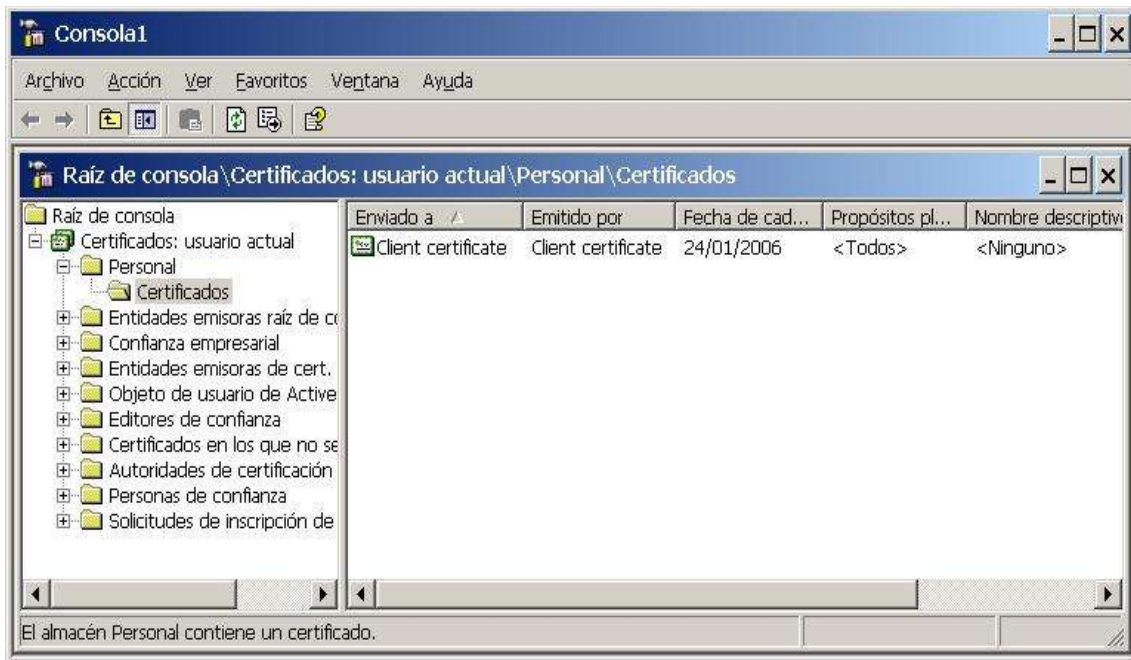 Consola1
Archivo Acción Ver Favoritos Ventana Ayuda
Raíz de consola\Certificados: usuario actual\Personal\Certificados
Raíz de consola
Certificados: usuario actual
Personal
Certificados
Entidades emisoras raíz de co
Confianza empresarial
Entidades emisoras de cert.
Objeto de usuario de Active
Editores de confianza
Certificados en los que no se
Autoridades de certificación
Personas de confianza
Solicitudes de inscripción de
Enviado a Emitido por Fecha de cad... Propósitos pl... Nombre descriptiv
Client certificate Client certificate 24/01/2006 <Todos> <Ninguno>
El almacén Personal contiene un certificado.